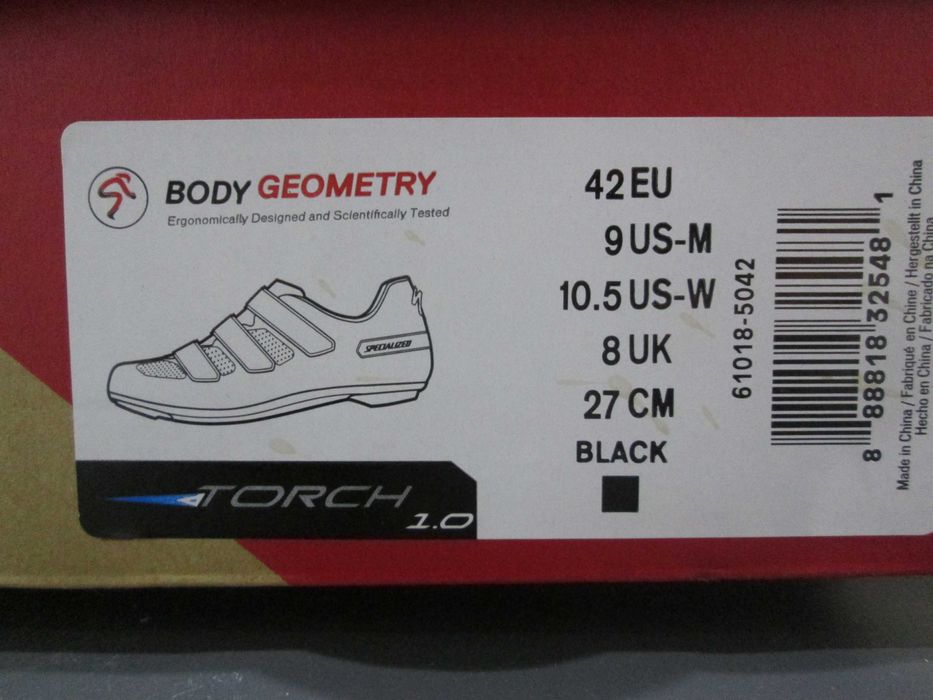 BODY GEOMETRY
Ergonomically Designed and Scientifically Tested
SPECIALIZED
TORCH
1.0
42 EU
9 US-M
10.5 US-W
8 UK
27 CM
BLACK
61018-5042
8 88818 32548 1
Made in China / Fabriqué en Chine / Hergestellt in China
Hecho en China / Fabricado na China